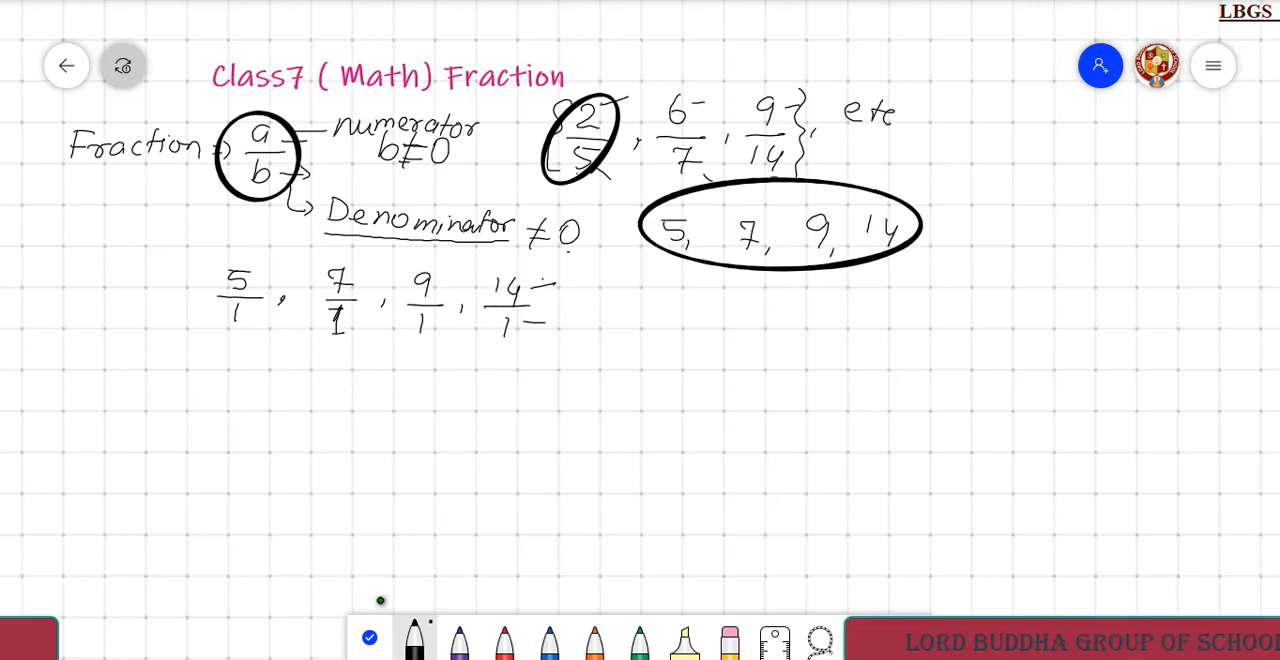 LBGS
Class7 ( Math) Fraction
Fraction → a/b numerator b≠0
{2/5, 6/7, 9/14}, etc
Denominator ≠ 0
5, 7, 9, 14
5/1, 7/1, 9/1, 14/1
LORD BUDDHA GROUP OF SCHOOL